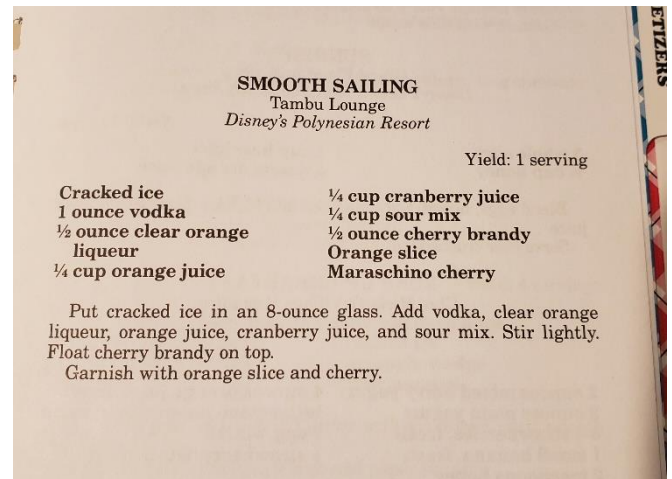 ETIZERS
SMOOTH SAILING
Tambu Lounge
Disney's Polynesian Resort
Yield: 1 serving
Cracked ice
1 ounce vodka
½ ounce clear orange
liqueur
¼ cup orange juice
¼ cup cranberry juice
¼ cup sour mix
½ ounce cherry brandy
Orange slice
Maraschino cherry
Put cracked ice in an 8-ounce glass. Add vodka, clear orange
liqueur, orange juice, cranberry juice, and sour mix. Stir lightly.
Float cherry brandy on top.
Garnish with orange slice and cherry.